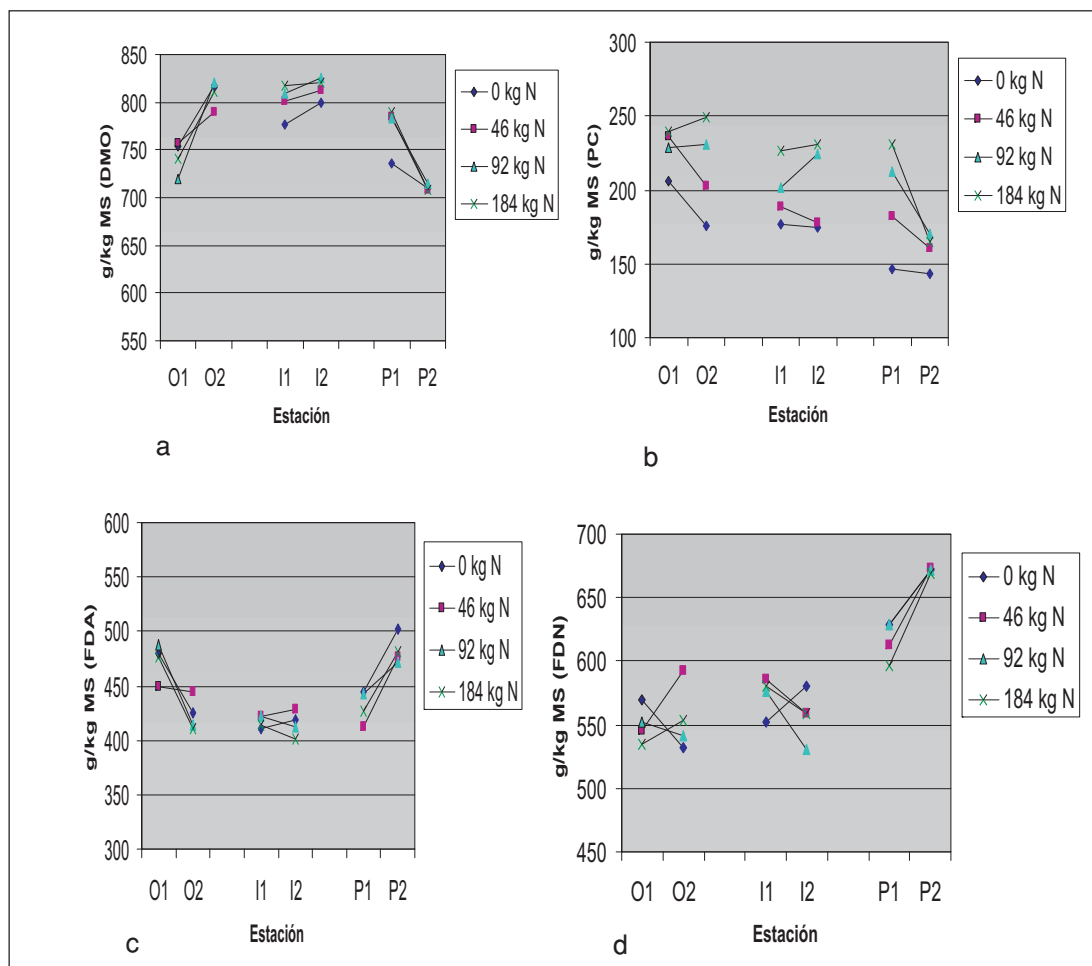 850
800
750
700
650
600
550
g/kg MS (DMO)
O1 O2 I1 I2 P1 P2
Estación
0 kg N
46 kg N
92 kg N
184 kg N
a
300
250
200
150
100
g/kg MS (PC)
O1 O2 I1 I2 P1 P2
Estación
0 kg N
46 kg N
92 kg N
184 kg N
b
600
550
500
450
400
300
g/kg MS (FDA)
O1 O2 I1 I2 P1 P2
Estación
0 kg N
46 kg N
92 kg N
184 kg N
c
700
650
600
550
500
450
g/kg MS (FDN)
O1 O2 I1 I2 P1 P2
Estación
0 kg N
46 kg N
92 kg N
184 kg N
d